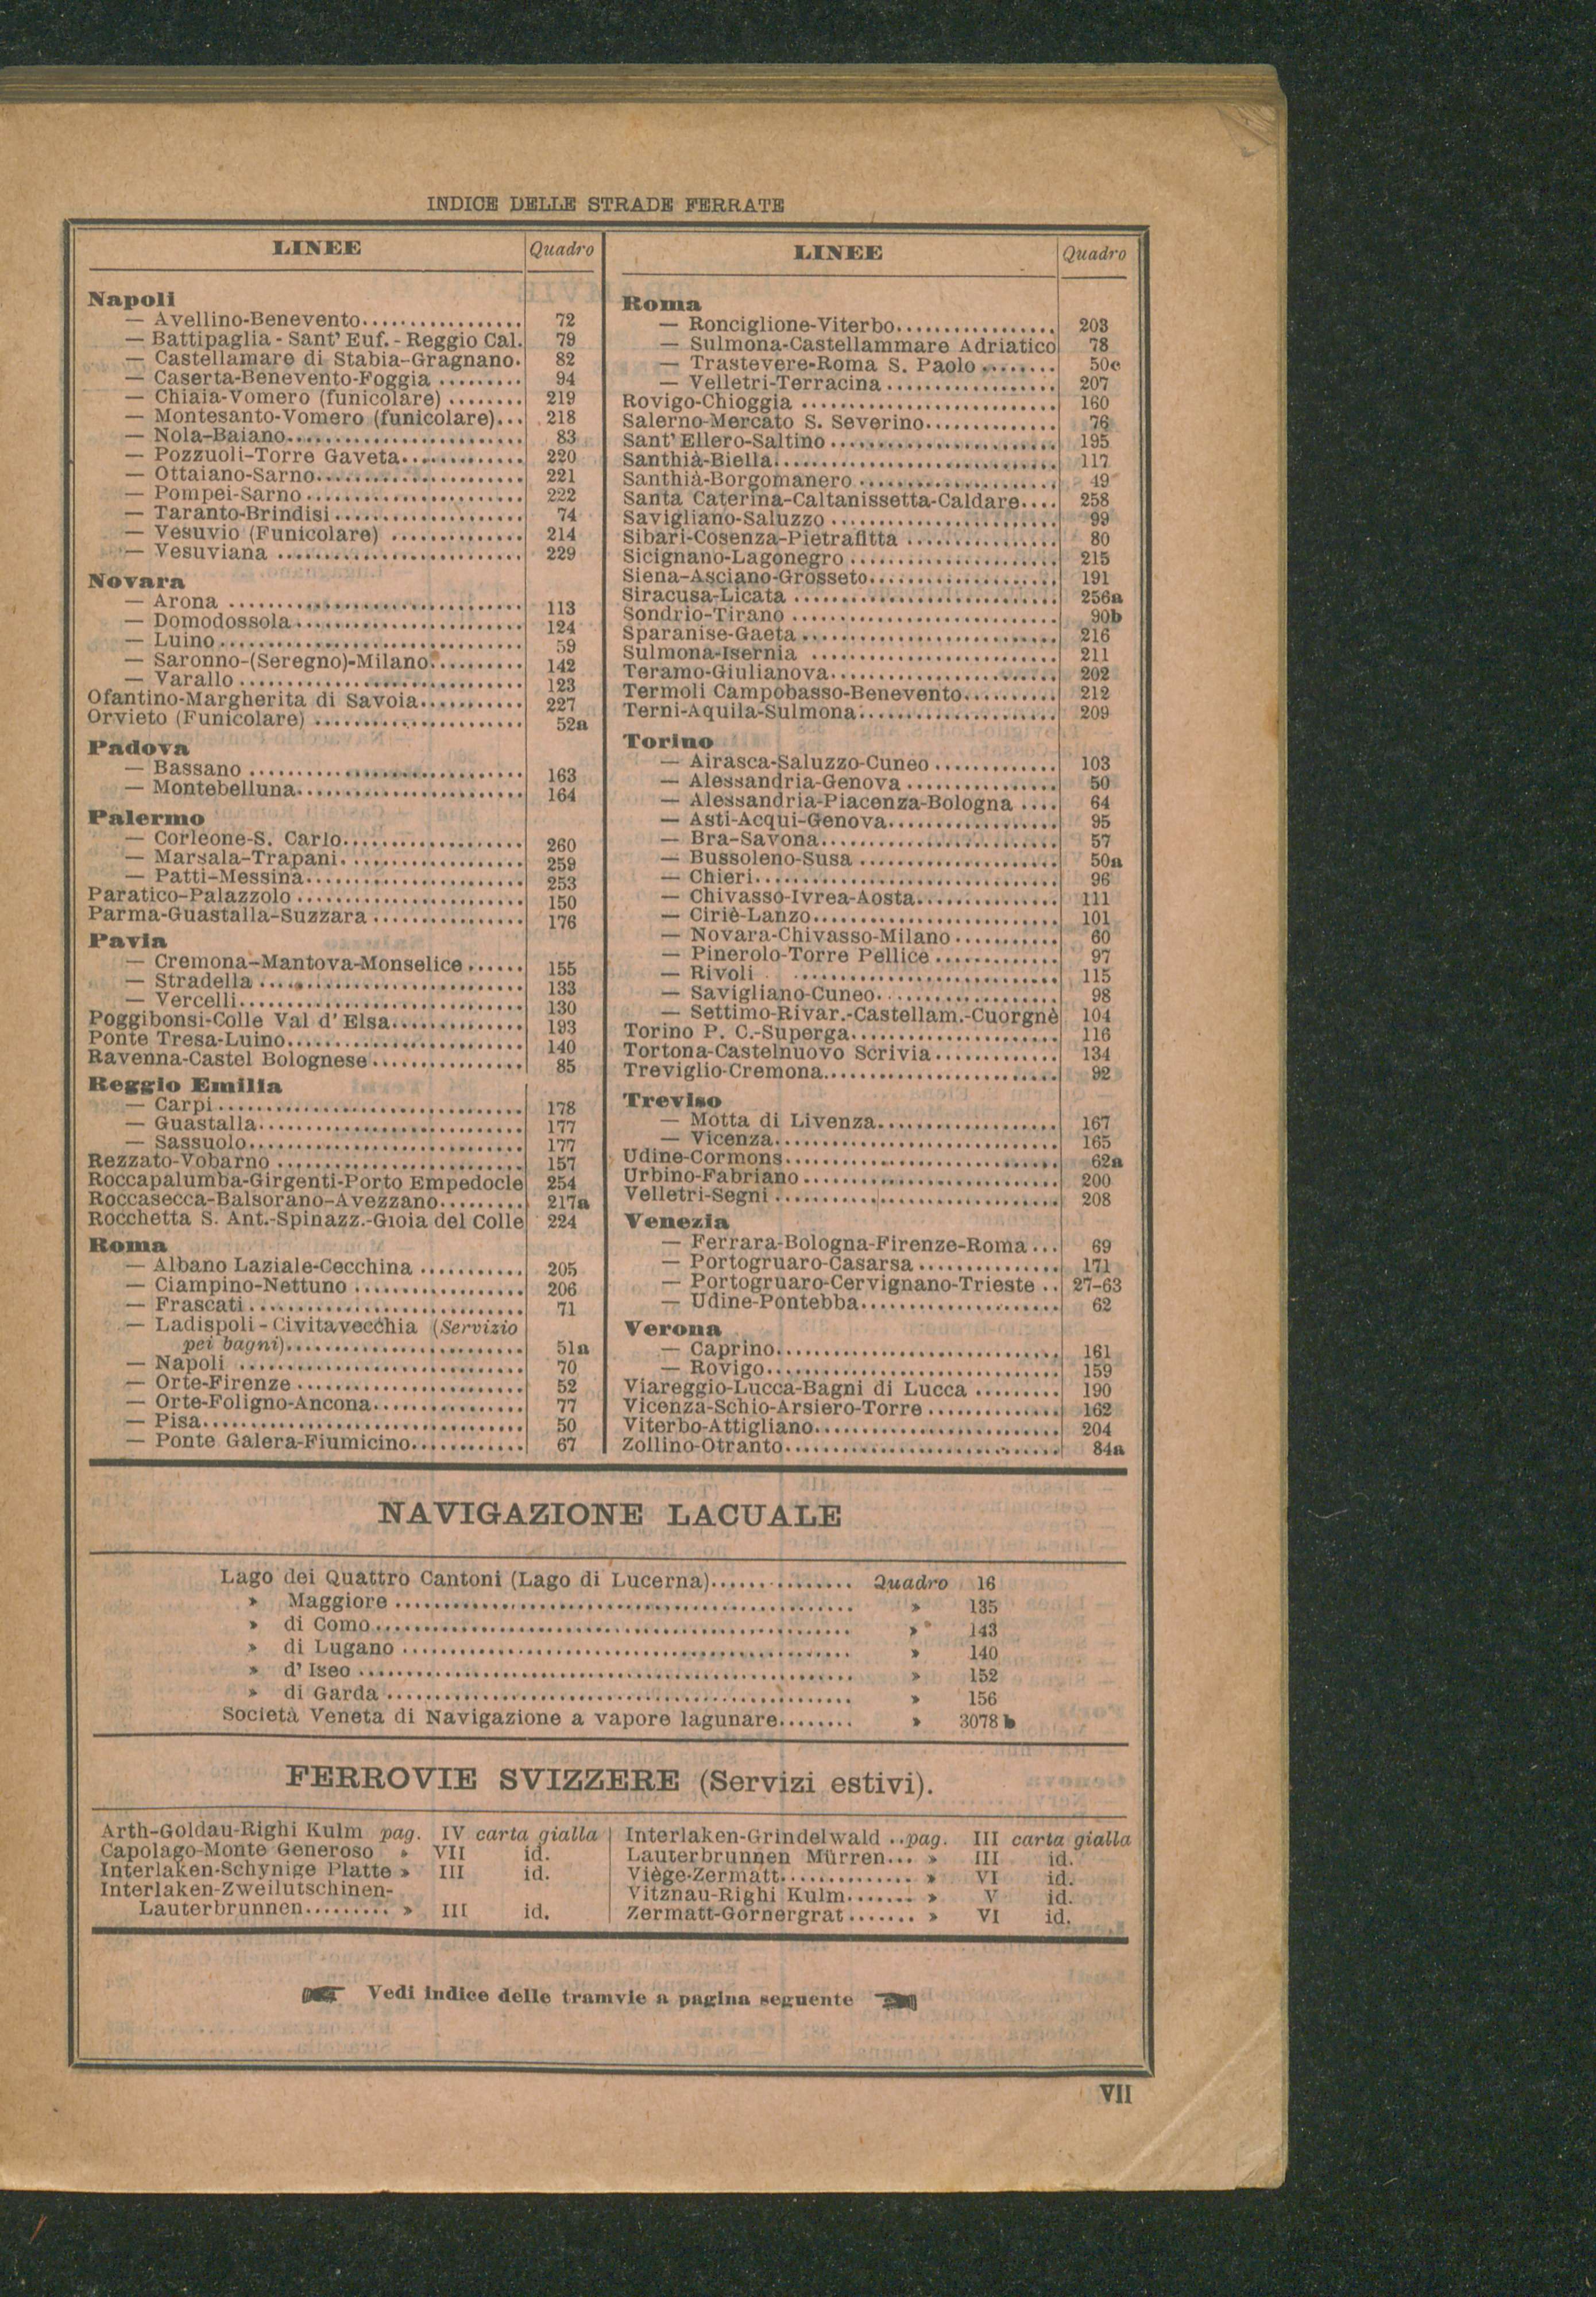 INDICE DELLE STRADE FERRATE
LINEE Quadro
Napoli
— Avellino-Benevento................. 72
— Battipaglia - Sant' Euf. - Reggio Cal. 79
— Castellamare di Stabia-Gragnano. 82
— Caserta-Benevento-Foggia ......... 94
— Chiaia-Vomero (funicolare) ........ 219
— Montesanto-Vomero (funicolare)... 218
— Nola-Baiano......................... 83
— Pozzuoli-Torre Gaveta............. 220
— Ottaiano-Sarno...................... 221
— Pompei-Sarno....................... 222
— Taranto-Brindisi.................... 74
— Vesuvio (Funicolare) .............. 214
— Vesuviana .......................... 229
Novara
— Arona ............................... 113
— Domodossola........................ 124
— Luino................................ 59
— Saronno-(Seregno)-Milano.......... 142
— Varallo.............................. 123
Ofantino-Margherita di Savoia........... 227
Orvieto (Funicolare) ...................... 52a
Padova
— Bassano ............................. 163
— Montebelluna........................ 164
Palermo
— Corleone-S. Carlo................... 260
— Marsala-Trapani.................... 259
— Patti-Messina....................... 253
Paratico-Palazzolo ........................ 150
Parma-Guastalla-Suzzara ................ 176
Pavia
— Cremona-Mantova-Monselice...... 155
— Stradella............................ 133
— Vercelli.............................. 130
Poggibonsi-Colle Val d' Elsa.............. 193
Ponte Tresa-Luino......................... 140
Ravenna-Castel Bolognese................ 85
Reggio Emilia
— Carpi................................ 178
— Guastalla............................ 177
— Sassuolo............................. 177
Rezzato-Vobarno .......................... 157
Roccapalumba-Girgenti-Porto Empedocle 254
Roccasecca-Balsorano-Avezzano......... 217a
Rocchetta S. Ant.-Spinazz.-Gioia del Colle 224
Roma
— Albano Laziale-Cecchina ........... 205
— Ciampino-Nettuno .................. 206
— Frascati............................. 71
— Ladispoli - Civitavecchia (Servizio
pei bagni)......................... 51a
— Napoli .............................. 70
— Orte-Firenze........................ 52
— Orte-Foligno-Ancona................ 77
— Pisa.................................. 50
— Ponte Galera-Fiumicino............ 67
LINEE Quadro
Roma
— Ronciglione-Viterbo................. 203
— Sulmona-Castellammare Adriatico 78
— Trastevere-Roma S. Paolo........ 50c
— Velletri-Terracina.................. 207
Rovigo-Chioggia ........................... 160
Salerno-Mercato S. Severino.............. 76
Sant' Ellero-Saltino........................ 195
Santhià-Biella.............................. 117
Santhià-Borgomanero ..................... 49
Santa Caterina-Caltanissetta-Caldare.... 258
Savigliano-Saluzzo ........................ 99
Sibari-Cosenza-Pietrafitta ................ 80
Sicignano-Lagonegro ...................... 215
Siena-Asciano-Grosseto.................... 191
Siracusa-Licata ............................ 256a
Sondrio-Tirano ............................ 90b
Sparanise-Gaeta........................... 216
Sulmona-Isernia .......................... 211
Teramo-Giulianova........................ 202
Termoli Campobasso-Benevento.......... 212
Terni-Aquila-Sulmona..................... 209
Torino
— Airasca-Saluzzo-Cuneo............. 103
— Alessandria-Genova ................ 50
— Alessandria-Piacenza-Bologna .... 64
— Asti-Acqui-Genova.................. 95
— Bra-Savona......................... 57
— Bussoleno-Susa ..................... 50a
— Chieri................................ 96
— Chivasso-Ivrea-Aosta............... 111
— Ciriè-Lanzo.......................... 101
— Novara-Chivasso-Milano........... 60
— Pinerolo-Torre Pellice............. 97
— Rivoli ............................ 115
— Savigliano-Cuneo................... 98
— Settimo-Rivar.-Castellam.-Cuorgnè 104
Torino P. C.-Superga...................... 116
Tortona-Castelnuovo Scrivia............. 134
Treviglio-Cremona......................... 92
Treviso
— Motta di Livenza................... 167
— Vicenza.............................. 165
Udine-Cormons............................. 62a
Urbino-Fabriano........................... 200
Velletri-Segni.............................. 208
Venezia
— Ferrara-Bologna-Firenze-Roma... 69
— Portogruaro-Casarsa............... 171
— Portogruaro-Cervignano-Trieste .. 27-63
— Udine-Pontebba..................... 62
Verona
— Caprino.............................. 161
— Rovigo............................... 159
Viareggio-Lucca-Bagni di Lucca ......... 190
Vicenza-Schio-Arsiero-Torre.............. 162
Viterbo-Attigliano.......................... 204
Zollino-Otranto............................. 84a
NAVIGAZIONE LACUALE
Lago dei Quattro Cantoni (Lago di Lucerna)............... Quadro 16
» Maggiore ................................................ » 135
» di Como.................................................. » 143
» di Lugano ............................................... » 140
» d' Iseo ................................................... » 152
» di Garda ................................................. » 156
Società Veneta di Navigazione a vapore lagunare........ » 3078 b
FERROVIE SVIZZERE (Servizi estivi).
Arth-Goldau-Righi Kulm pag. IV carta gialla
Capolago-Monte Generoso » VII id.
Interlaken-Schynige Platte » III id.
Interlaken-Zweilutschinen-
Lauterbrunnen......... » III id.
Interlaken-Grindelwald ..pag. III carta gialla
Lauterbrunnen Mürren... » III id.
Viège-Zermatt.............. » VI id.
Vitznau-Righi Kulm....... » V id.
Zermatt-Gornergrat....... » VI id.
Vedi indice delle tramvie a pagina seguente
VII